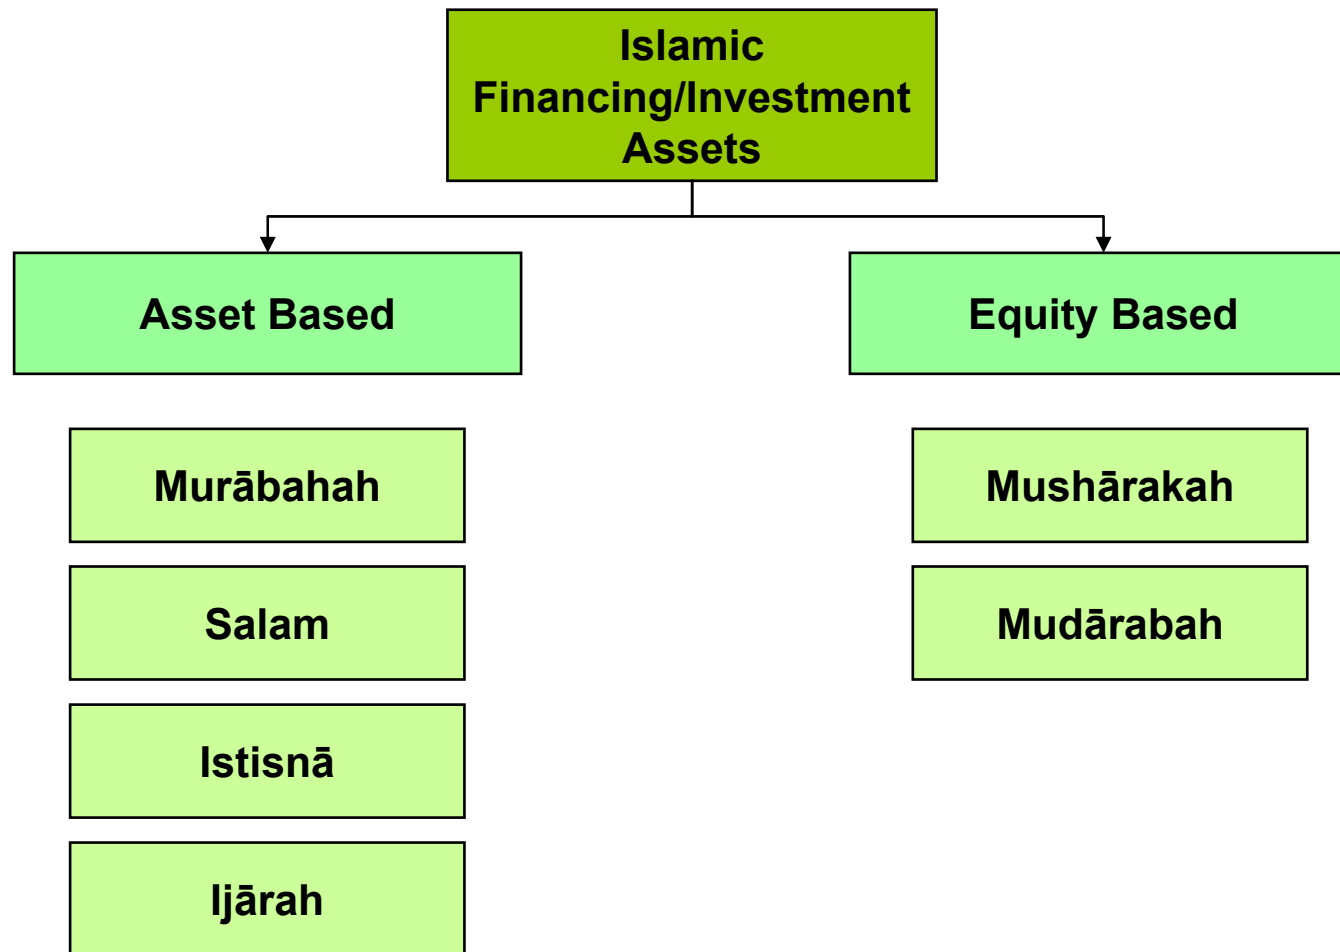 Islamic
Financing/Investment
Assets
Asset Based
Equity Based
Murābahah
Salam
Istisnā
Ijārah
Mushārakah
Mudārabah